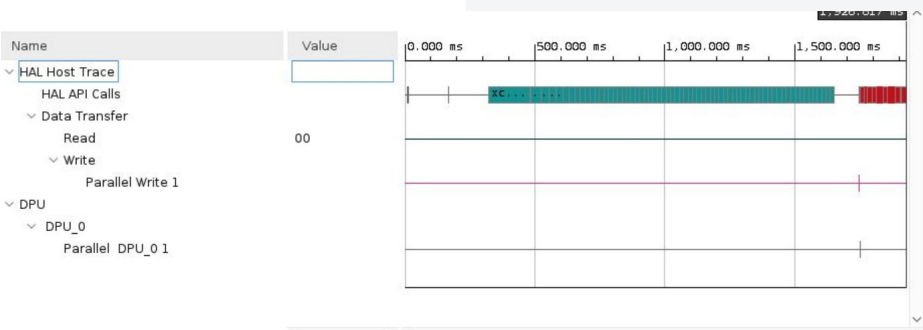 Name Value 0.000 ms 500.000 ms 1,000.000 ms 1,500.000 ms
HAL Host Trace
HAL API Calls xc........
Data Transfer
Read 00
Write
Parallel Write 1
DPU
DPU_0
Parallel DPU_0 1